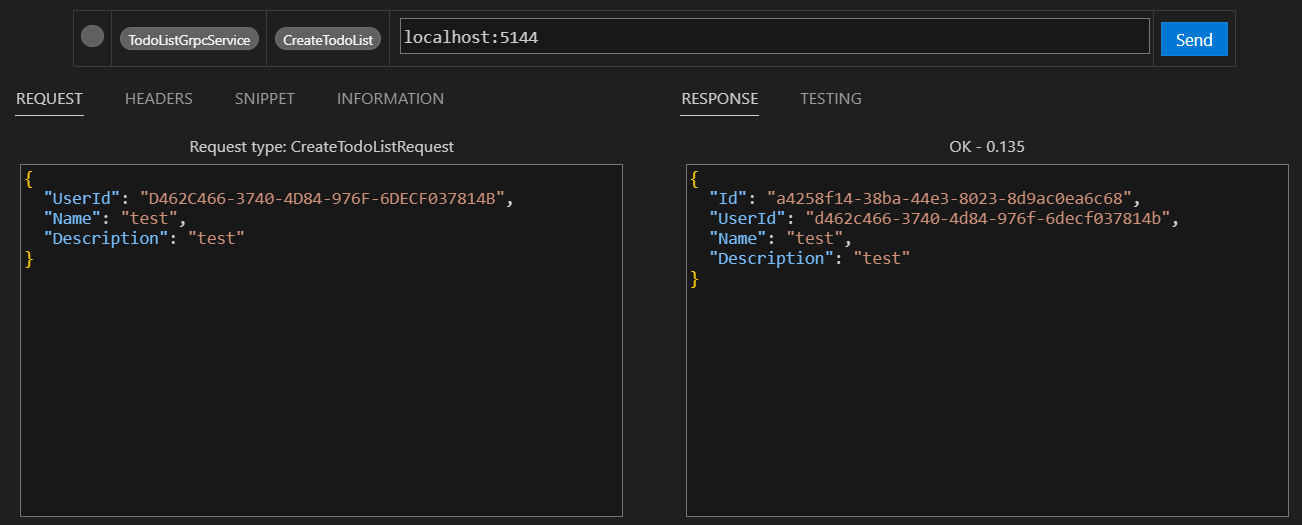 TodoListGrpcService CreateTodoList localhost:5144 Send
REQUEST HEADERS SNIPPET INFORMATION
Request type: CreateTodoListRequest
{
"UserId": "D462C466-3740-4D84-976F-6DECF037814B",
"Name": "test",
"Description": "test"
}
RESPONSE TESTING
OK - 0.135
{
"Id": "a4258f14-38ba-44e3-8023-8d9ac0ea6c68",
"UserId": "d462c466-3740-4d84-976f-6decf037814b",
"Name": "test",
"Description": "test"
}